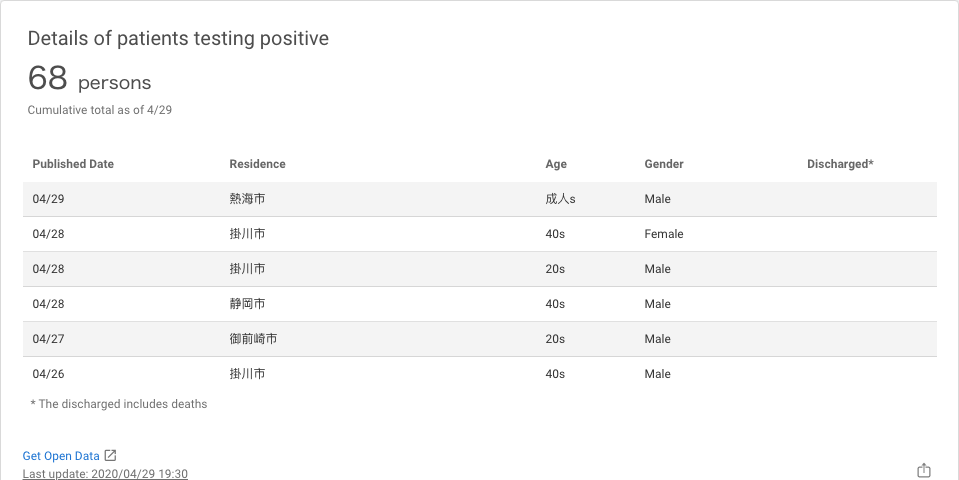 Details of patients testing positive
68 persons
Cumulative total as of 4/29
Published Date Residence Age Gender Discharged*
04/29 熱海市 成人s Male
04/28 掛川市 40s Female
04/28 掛川市 20s Male
04/28 静岡市 40s Male
04/27 御前崎市 20s Male
04/26 掛川市 40s Male
* The discharged includes deaths
Get Open Data
Last update: 2020/04/29 19:30